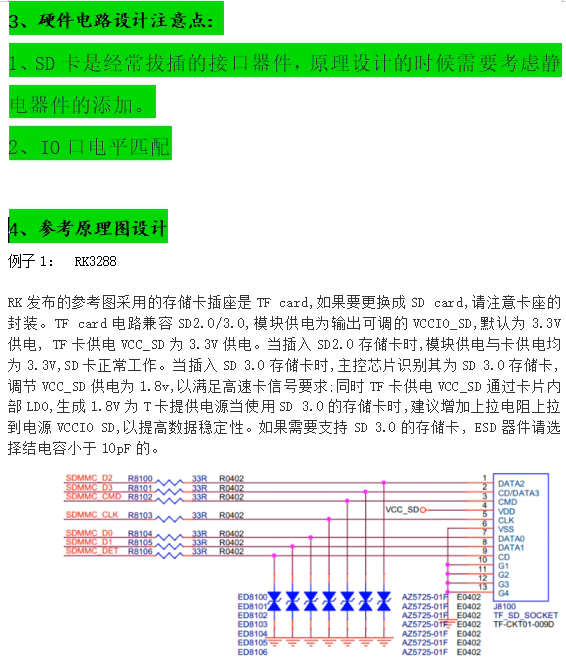 3、硬件电路设计注意点：
1、SD 卡是经常拔插的接口器件，原理设计的时候需要考虑静
电器件的添加。
2、IO 口电平匹配
4、参考原理图设计
例子 1： RK3288
RK 发布的参考图采用的存储卡插座是 TF card,如果要更换成 SD card,请注意卡座的
封装。TF card 电路兼容 SD2.0/3.0,模块供电为输出可调的 VCCIO_SD,默认为 3.3V
供电, TF 卡供电 VCC_SD 为 3.3V 供电。当插入 SD2.0 存储卡时,模块供电与卡供电均
为 3.3V,SD 卡正常工作。当插入 SD 3.0 存储卡时,主控芯片识别其为 SD 3.0 存储卡,
调节 VCC_SD 供电为 1.8v,以满足高速卡信号要求;同时 TF 卡供电 VCC_SD 通过卡片内
部 LDO,生成 1.8V 为 T 卡提供电源当使用 SD 3.0 的存储卡时,建议增加上拉电阻上拉
到电源 VCCIO SD,以提高数据稳定性。如果需要支持 SD 3.0 的存储卡, ESD 器件请选
择结电容小于 10pF 的。
SDMMC_D2 R8100 33R R0402 1 DATA2
SDMMC_D3 R8101 33R R0402 2 CD/DATA3
SDMMC_CMD R8102 33R R0402 3 CMD
VCC_SD 4 VDD
SDMMC_CLK R8103 33R R0402 5 CLK
6 VSS
SDMMC_D0 R8104 33R R0402 7 DATA0
SDMMC_D1 R8105 33R R0402 8 DATA1
SDMMC_DET R8106 33R R0402 9 CD
10 G1
11 G2
12 G3
13 G4
ED8100 AZ5725-01F E0402
ED8101 AZ5725-01F E0402 J8100
ED8102 AZ5725-01F E0402 TF_SD_SOCKET
ED8103 AZ5725-01F E0402 TF-CKT01-009D
ED8104 AZ5725-01F E0402
ED8105 AZ5725-01F E0402
ED8106 AZ5725-01F E0402